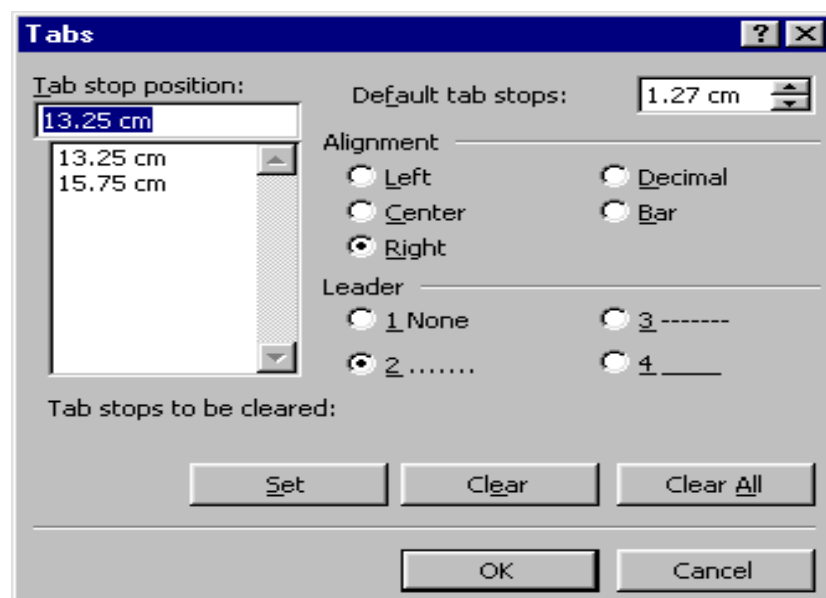 Tabs
Tab stop position:
13.25 cm
13.25 cm
15.75 cm
Default tab stops:
1.27 cm
Alignment
Left
Decimal
Center
Bar
Right
Leader
1 None
3 -------
2 .......
4 ____
Tab stops to be cleared:
Set
Clear
Clear All
OK
Cancel